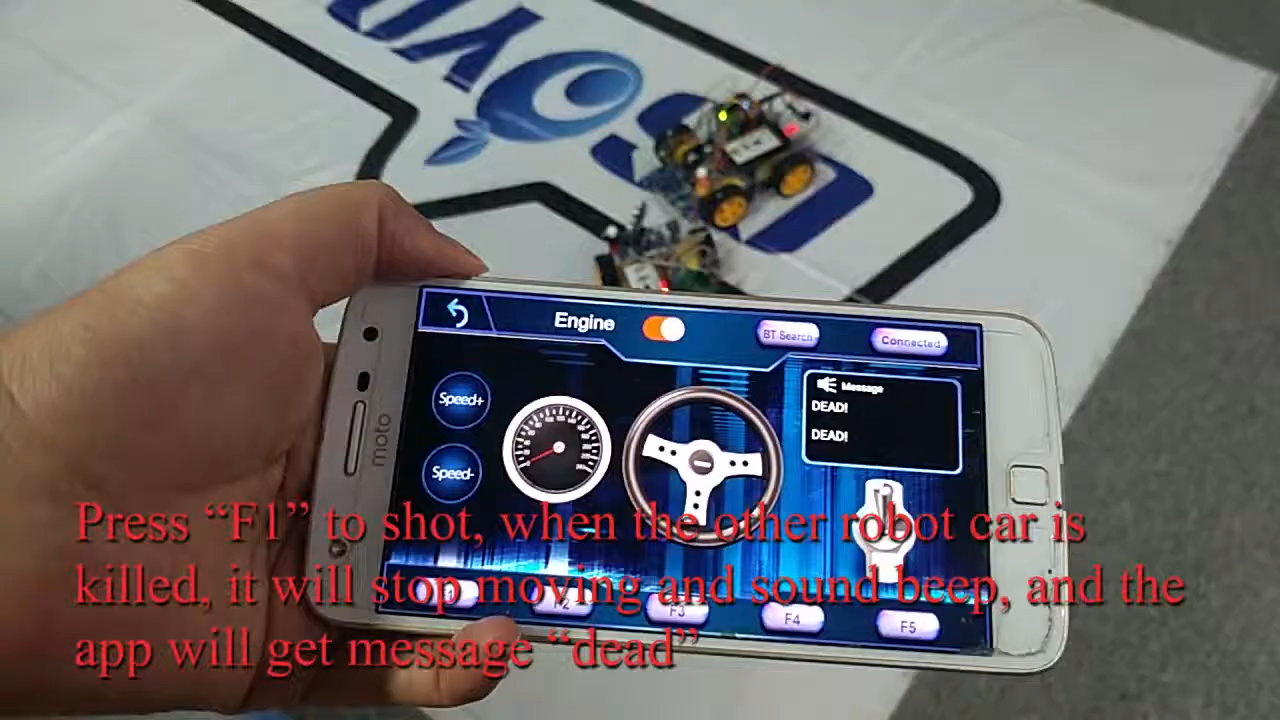 OYN
Engine
BT Search
Connected
Message
DEAD!
DEAD!
Speed+
Speed-
moto
Press “F1” to shot, when the other robot car is
killed, it will stop moving and sound beep, and the
app will get message “dead”
F2
F3
F4
F5